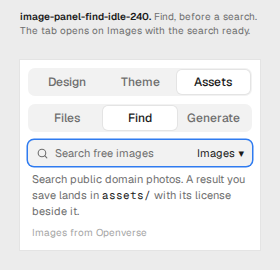 image-panel-find-idle-240. Find, before a search.
The tab opens on Images with the search ready.
Design Theme Assets
Files Find Generate
Search free images Images ▾
Search public domain photos. A result you
save lands in assets/ with its license
beside it.
Images from Openverse